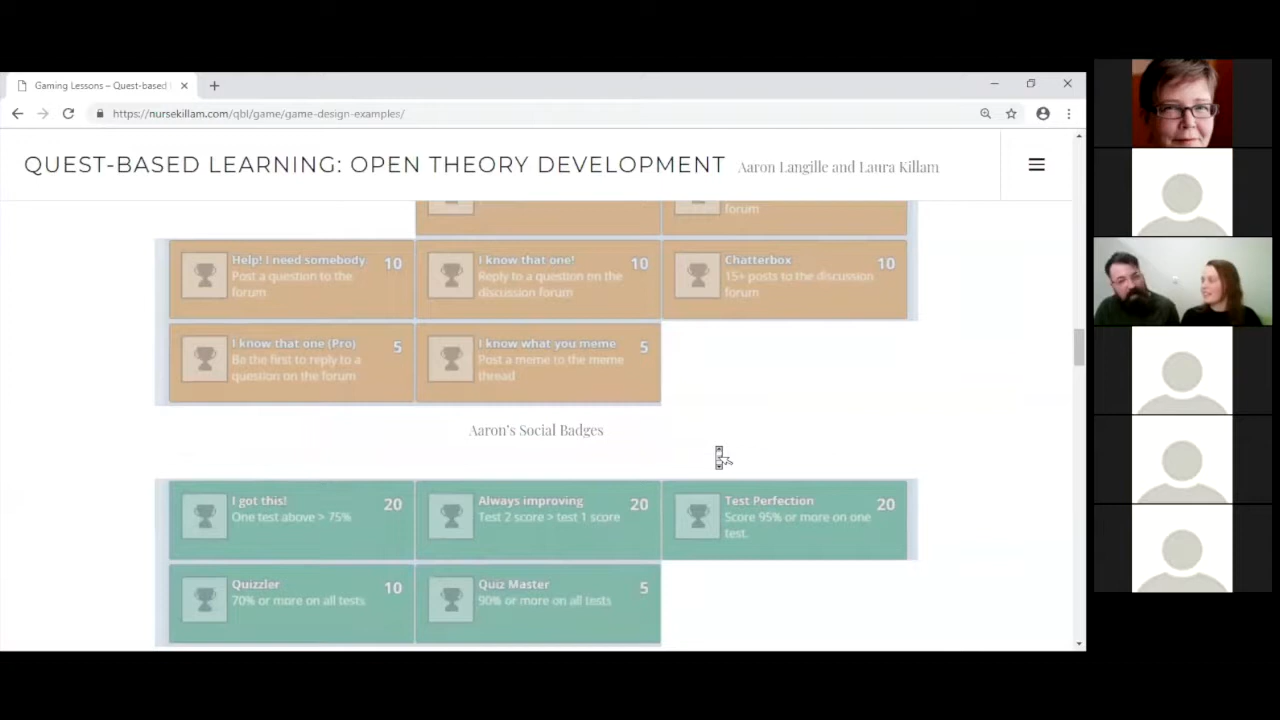 Gaming Lessons – Quest-based
https://nursekillam.com/qbl/game/game-design-examples/
QUEST-BASED LEARNING: OPEN THEORY DEVELOPMENT Aaron Langille and Laura Killam
forum
Help! I need somebody. 10
Post a question to the
forum
I know that one! 10
Reply to a question on the
discussion forum
Chatterbox 10
15+ posts to the discussion
forum
I know that one (Pro) 5
Be the first to reply to a
question on the forum
I know what you meme 5
Post a meme to the meme
thread
Aaron's Social Badges
I got this! 20
One test above > 75%
Always improving 20
Test 2 score > test 1 score
Test Perfection 20
Score 95% or more on one
test.
Quizzler 10
70% or more on all tests
Quiz Master 5
90% or more on all tests